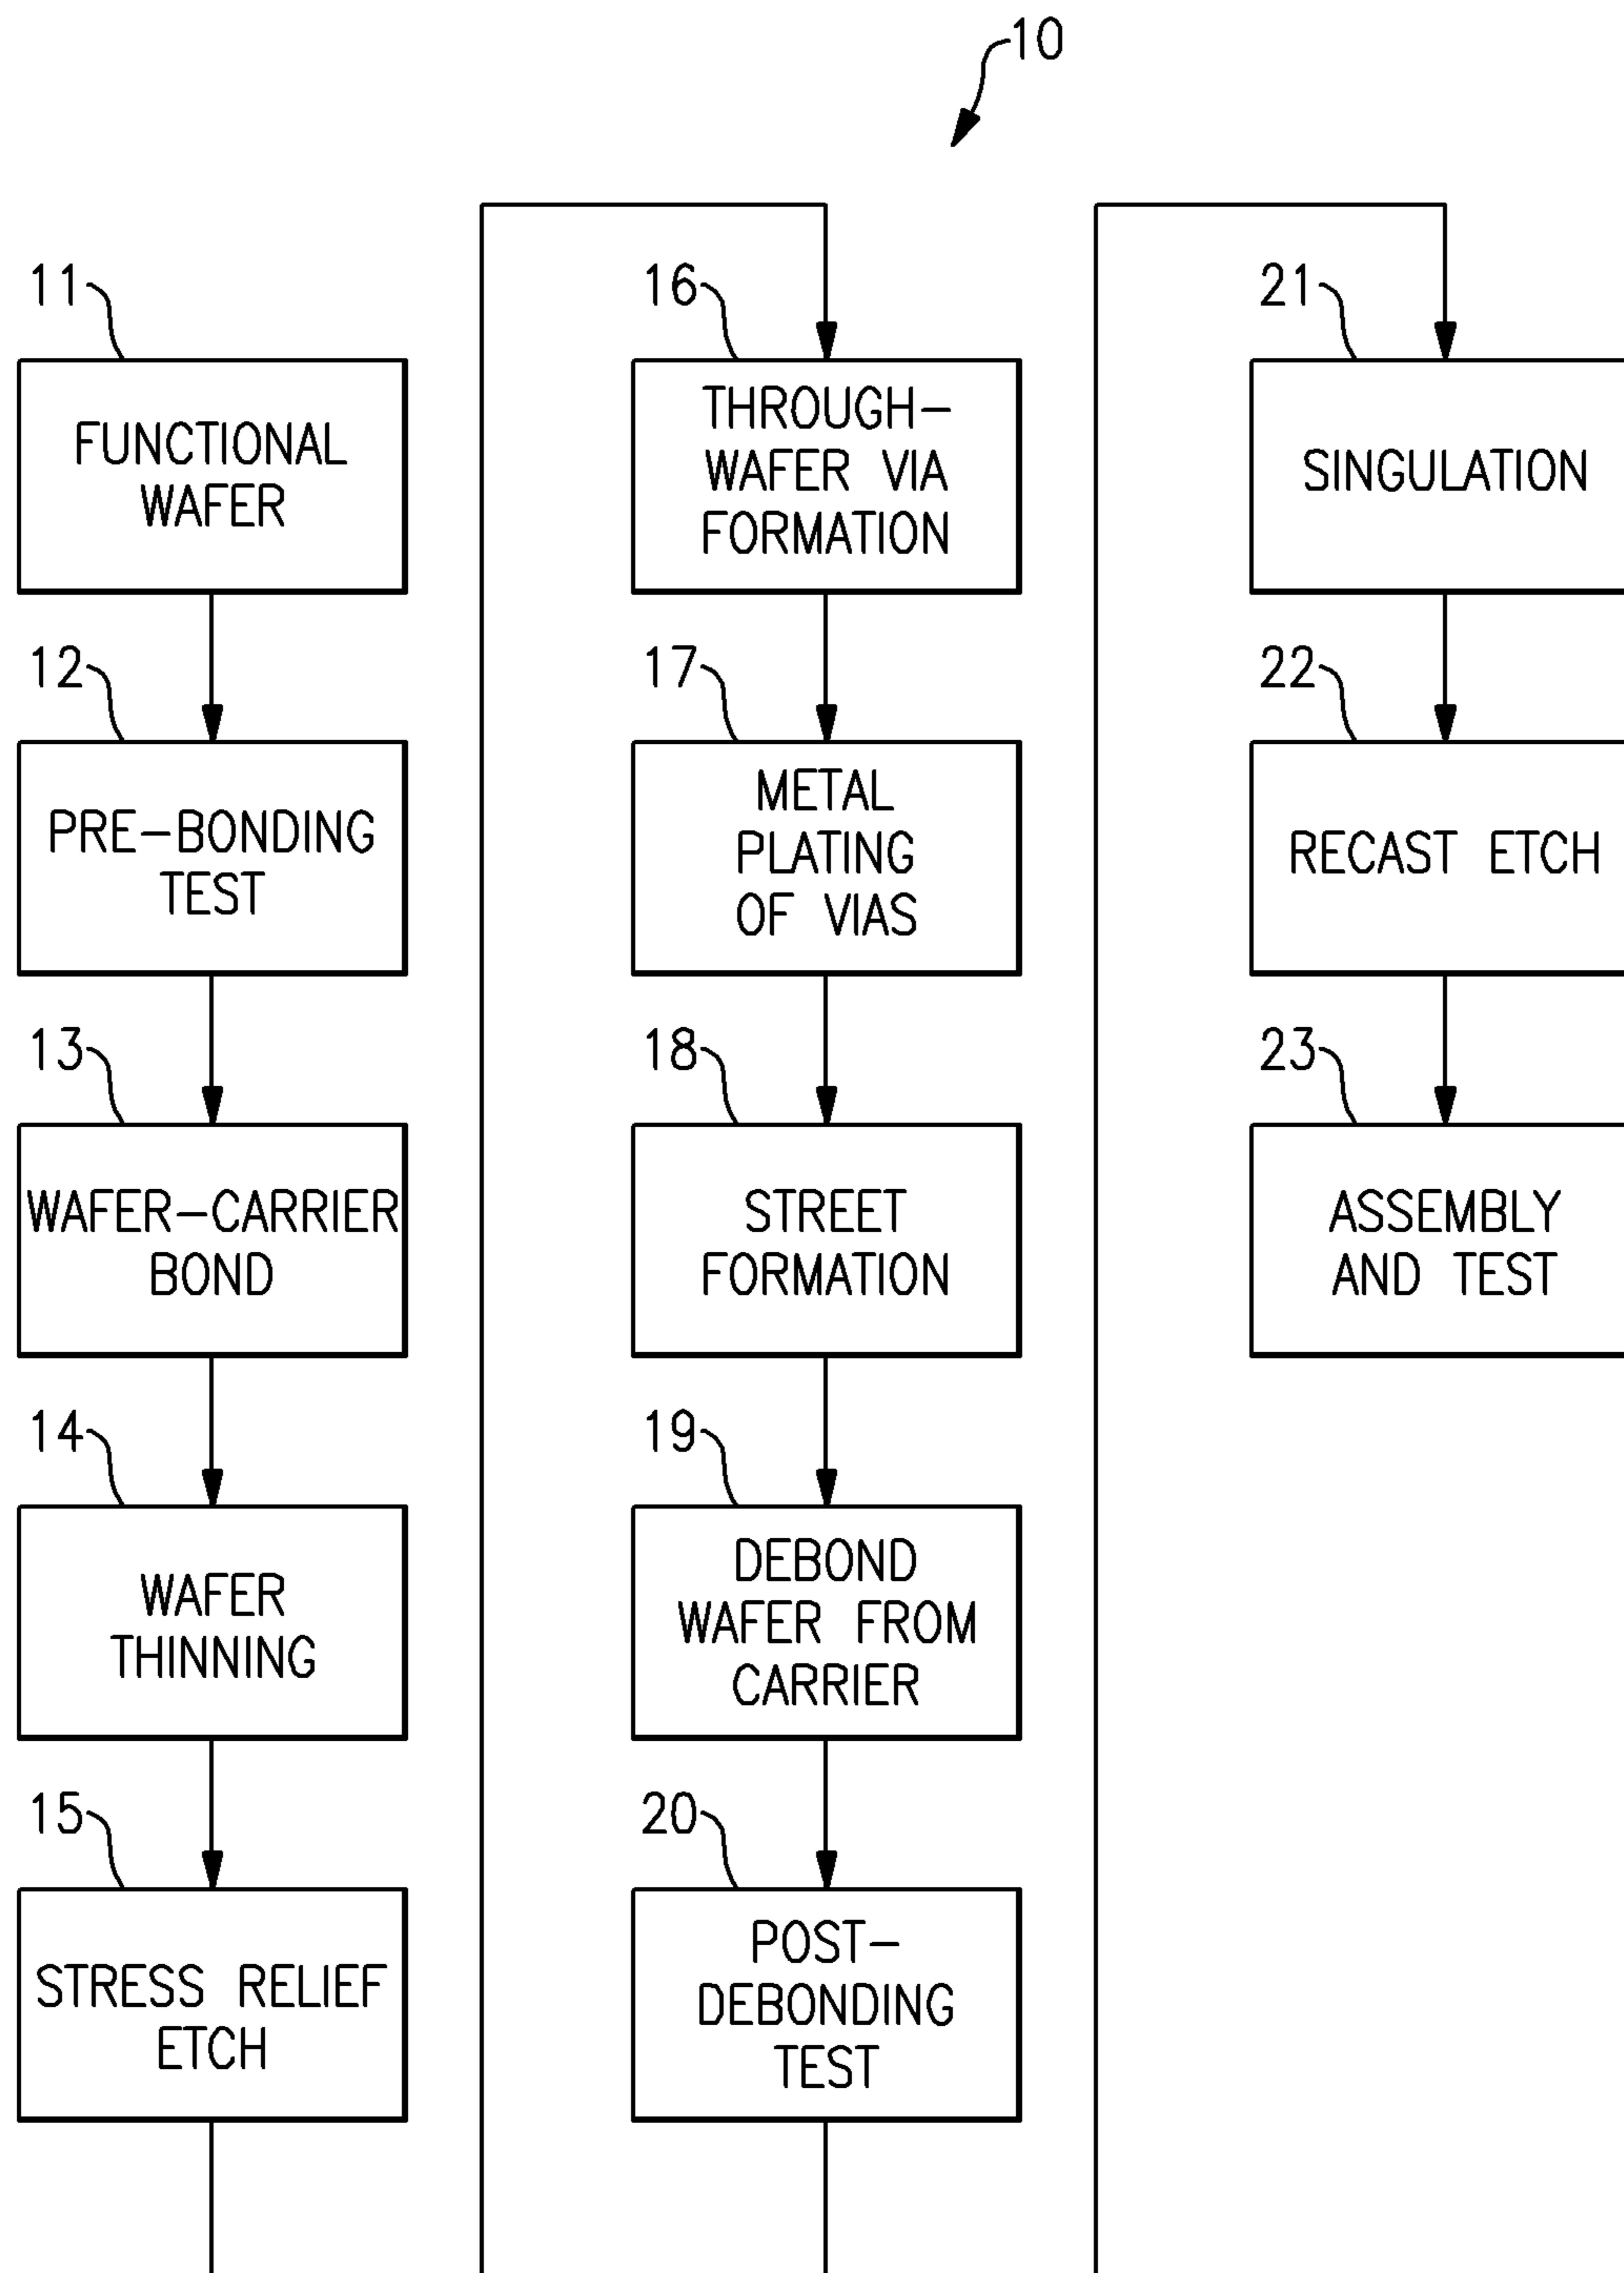 10
11
FUNCTIONAL
WAFER
12
PRE-BONDING
TEST
13
WAFER-CARRIER
BOND
14
WAFER
THINNING
15
STRESS RELIEF
ETCH
16
THROUGH-
WAFER VIA
FORMATION
17
METAL
PLATING
OF VIAS
18
STREET
FORMATION
19
DEBOND
WAFER FROM
CARRIER
20
POST-
DEBONDING
TEST
21
SINGULATION
22
RECAST ETCH
23
ASSEMBLY
AND TEST